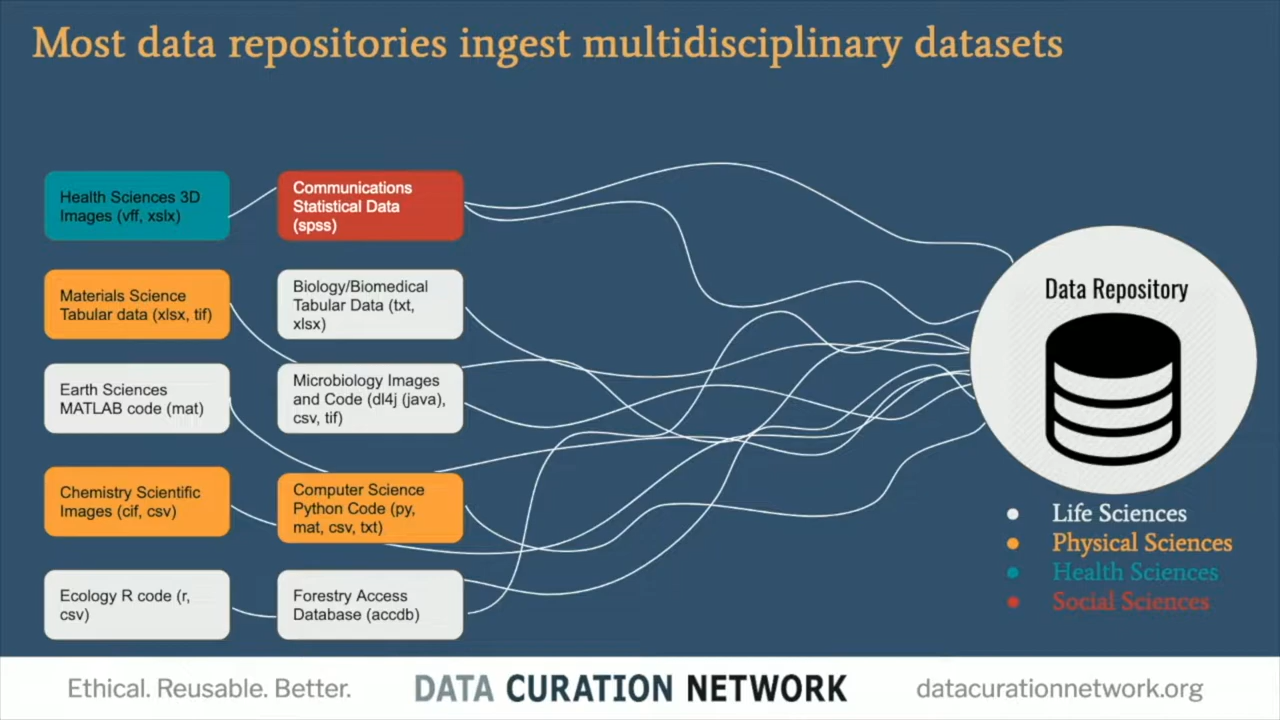 Most data repositories ingest multidisciplinary datasets
Health Sciences 3D
Images (vff, xslx)
Communications
Statistical Data
(spss)
Materials Science
Tabular data (xlsx, tif)
Biology/Biomedical
Tabular Data (txt,
xlsx)
Earth Sciences
MATLAB code (mat)
Microbiology Images
and Code (dl4j (java),
csv, tif)
Chemistry Scientific
Images (cif, csv)
Computer Science
Python Code (py,
mat, csv, txt)
Ecology R code (r,
csv)
Forestry Access
Database (accdb)
Data Repository
Life Sciences
Physical Sciences
Health Sciences
Social Sciences
Ethical. Reusable. Better.
DATA CURATION NETWORK
datacurationnetwork.org